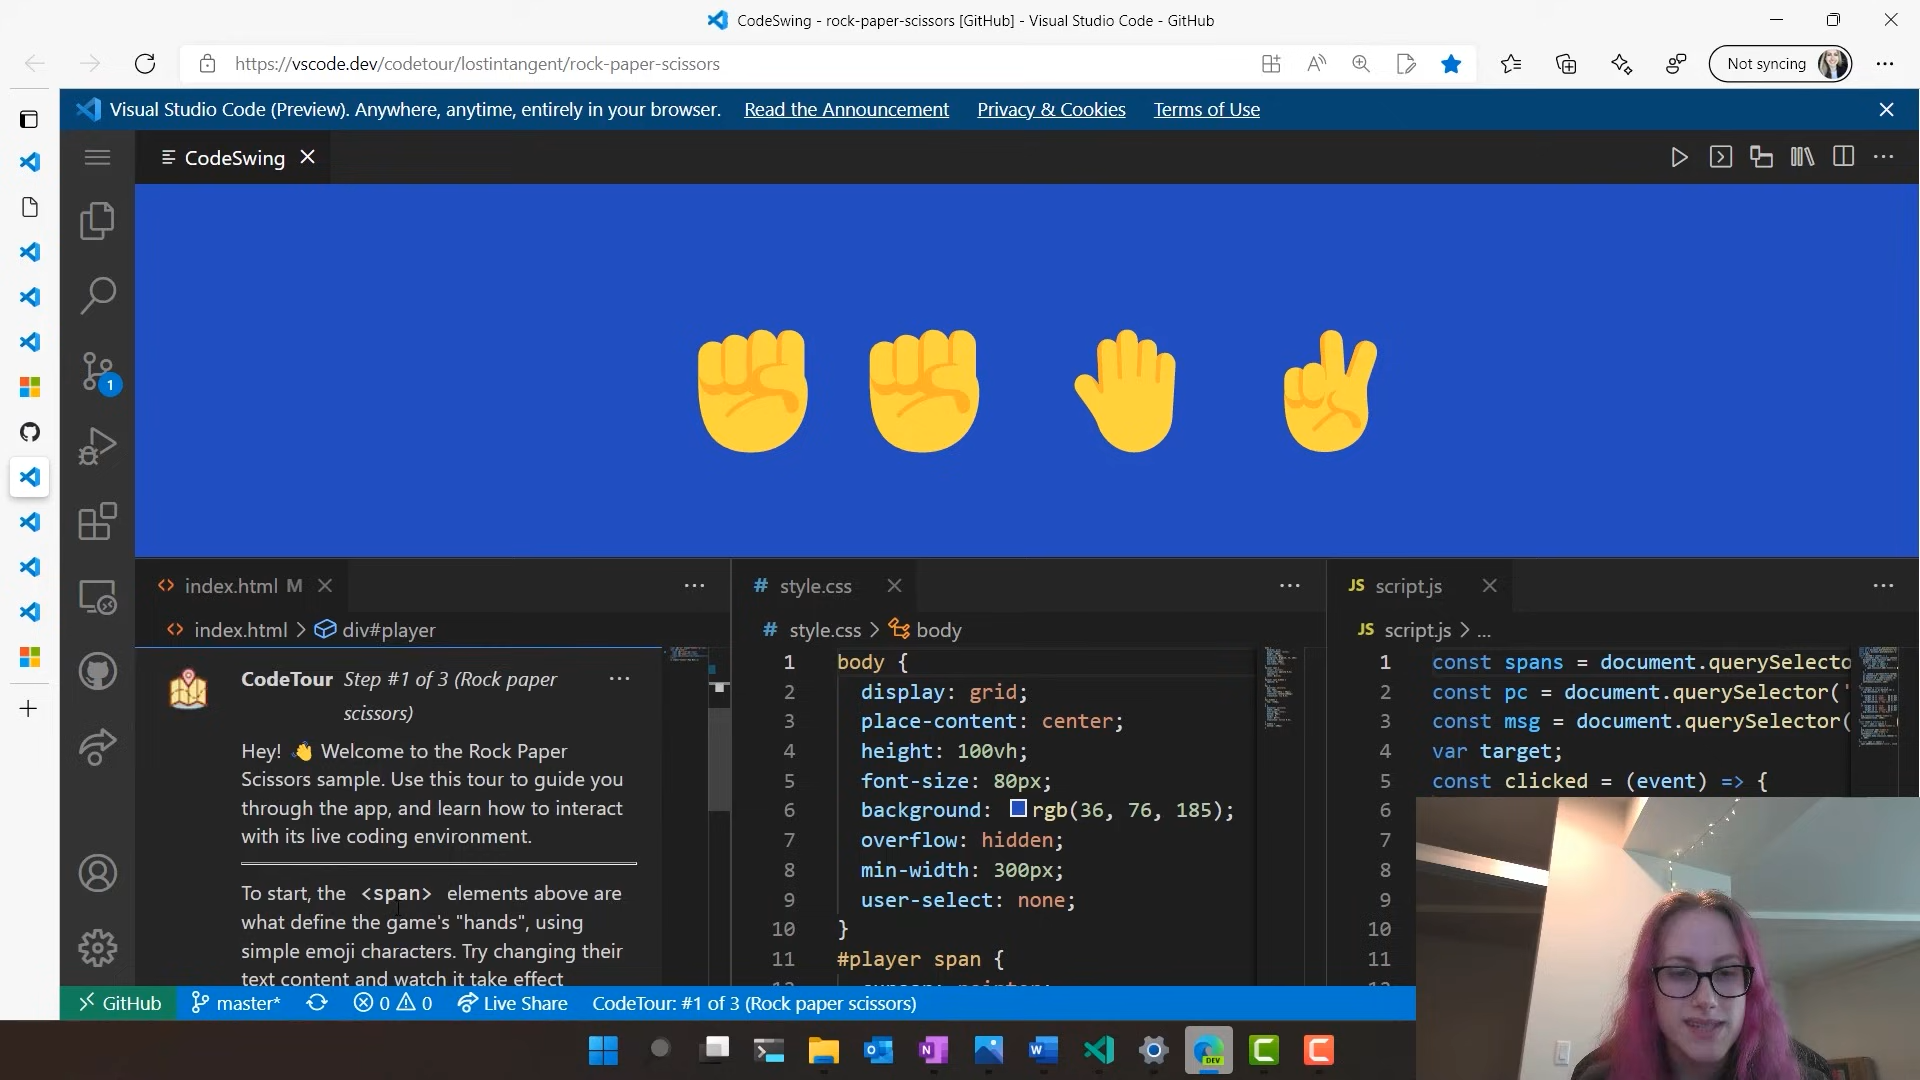 CodeSwing - rock-paper-scissors [GitHub] - Visual Studio Code - GitHub
https://vscode.dev/codetour/lostintangent/rock-paper-scissors
Not syncing
Visual Studio Code (Preview). Anywhere, anytime, entirely in your browser. Read the Announcement Privacy & Cookies Terms of Use
CodeSwing
1
index.html M
index.html > div#player
CodeTour Step #1 of 3 (Rock paper
scissors)
Hey! 👋 Welcome to the Rock Paper
Scissors sample. Use this tour to guide you
through the app, and learn how to interact
with its live coding environment.
To start, the <span> elements above are
what define the game's "hands", using
simple emoji characters. Try changing their
text content and watch it take effect
# style.css
# style.css > body
1 body {
2 display: grid;
3 place-content: center;
4 height: 100vh;
5 font-size: 80px;
6 background: rgb(36, 76, 185);
7 overflow: hidden;
8 min-width: 300px;
9 user-select: none;
10 }
11 #player span {
JS script.js
JS script.js > ...
1 const spans = document.querySelecto
2 const pc = document.querySelector('
3 const msg = document.querySelector(
4 var target;
5 const clicked = (event) => {
6
7
8
9
10
11
GitHub master* 0 0 Live Share CodeTour: #1 of 3 (Rock paper scissors)
DEV